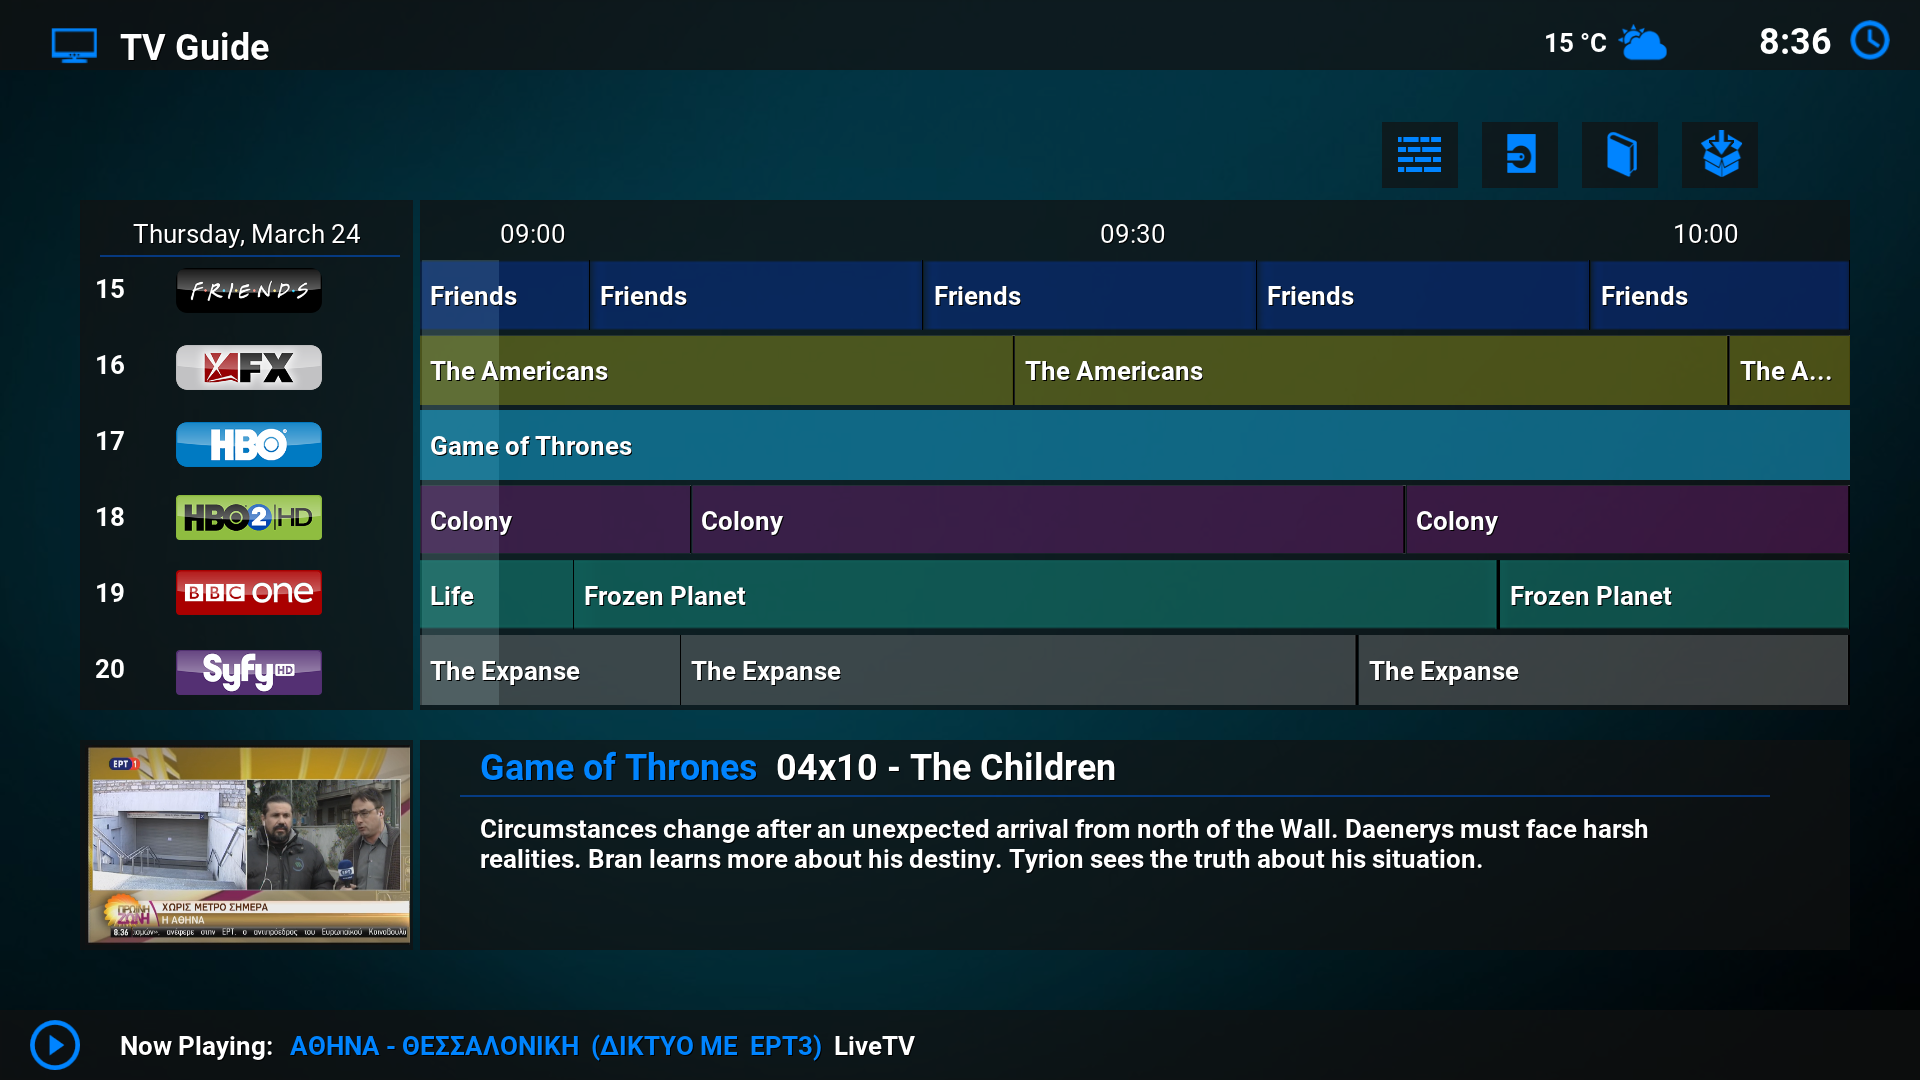 TV Guide
15 °C
8:36
Thursday, March 24
09:00
09:30
10:00
15
F·R·I·E·N·D·S
Friends
Friends
Friends
Friends
Friends
16
FX
The Americans
The Americans
The A...
17
HBO
Game of Thrones
18
HBO2 HD
Colony
Colony
Colony
19
BBC one
Life
Frozen Planet
Frozen Planet
20
Syfy HD
The Expanse
The Expanse
The Expanse
ΕΡΤ1
ΧΩΡΙΣ ΜΕΤΡΟ ΣΗΜΕΡΑ
ΠΡΩΙΝΗ ΖΩΝΗ
Η ΑΘΗΝΑ
8.36 ανέφερε στην ΕΡΤ, ο αντιπρόεδρος του Ευρωπαϊκού
Game of Thrones 04x10 - The Children
Circumstances change after an unexpected arrival from north of the Wall. Daenerys must face harsh
realities. Bran learns more about his destiny. Tyrion sees the truth about his situation.
Now Playing: ΑΘΗΝΑ - ΘΕΣΣΑΛΟΝΙΚΗ (ΔΙΚΤΥΟ ΜΕ ΕΡΤ3) LiveTV